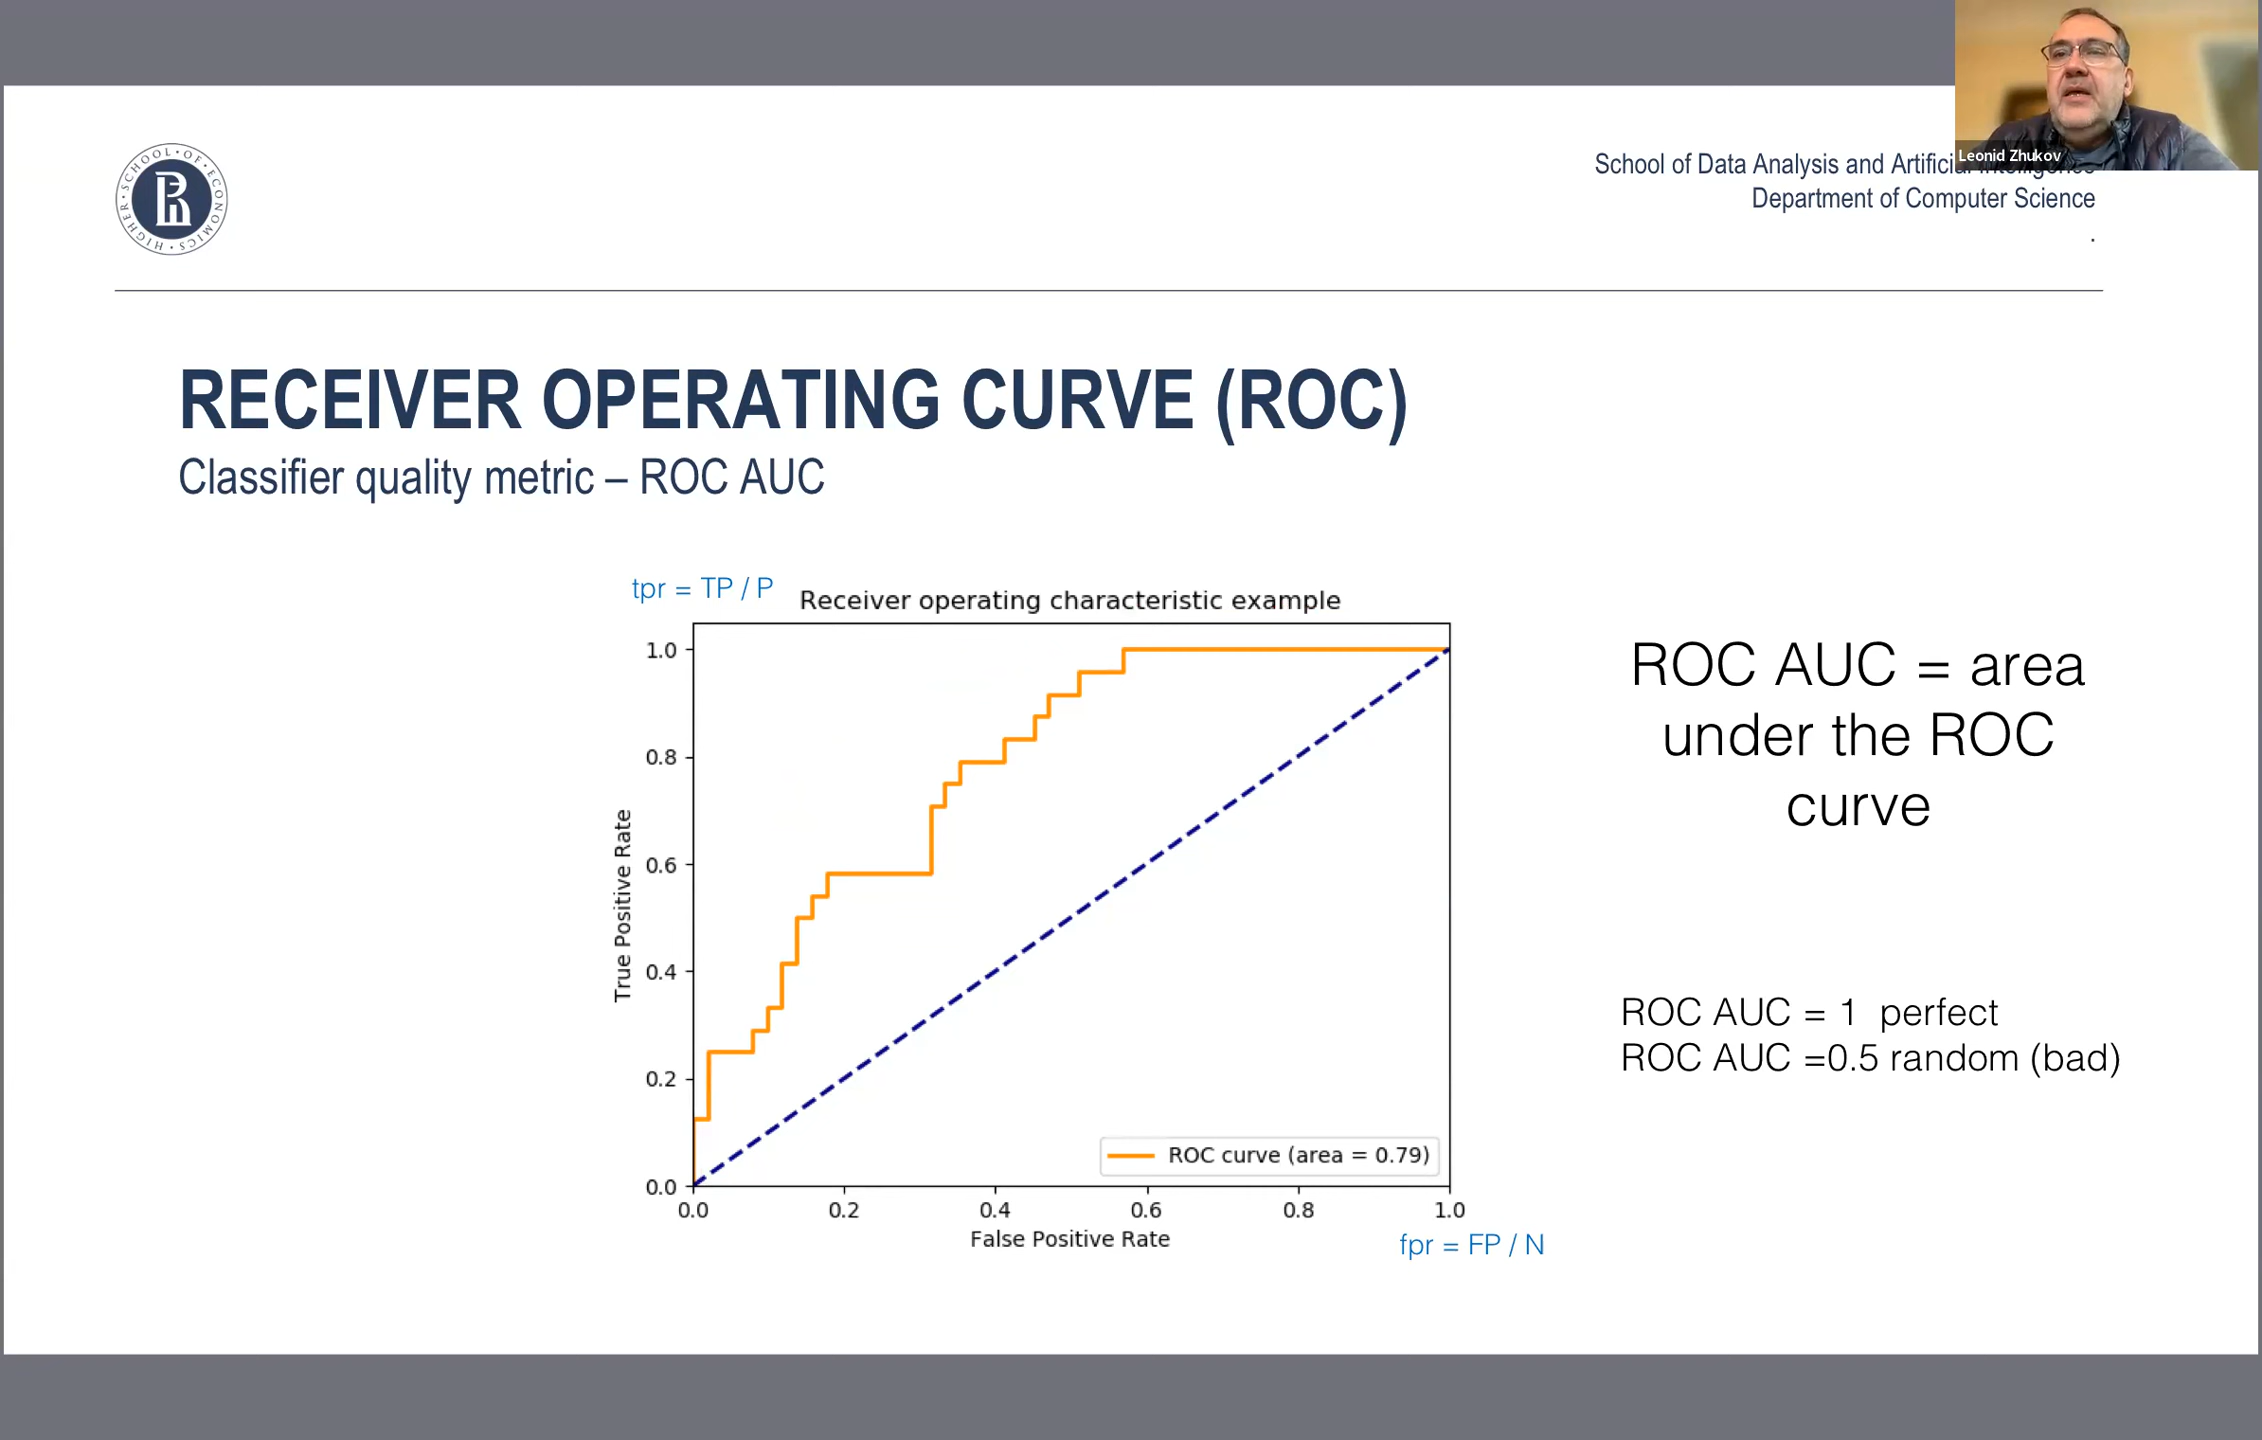 Leonid Zhukov
HIGHER · SCHOOL · OF · ECONOMICS ·
School of Data Analysis and Artificial Intelligence
Department of Computer Science
.
RECEIVER OPERATING CURVE (ROC)
Classifier quality metric – ROC AUC
tpr = TP / P
Receiver operating characteristic example
1.0
0.8
0.6
0.4
0.2
0.0
True Positive Rate
ROC curve (area = 0.79)
0.0 0.2 0.4 0.6 0.8 1.0
False Positive Rate
fpr = FP / N
ROC AUC = area
under the ROC
curve
ROC AUC = 1 perfect
ROC AUC =0.5 random (bad)